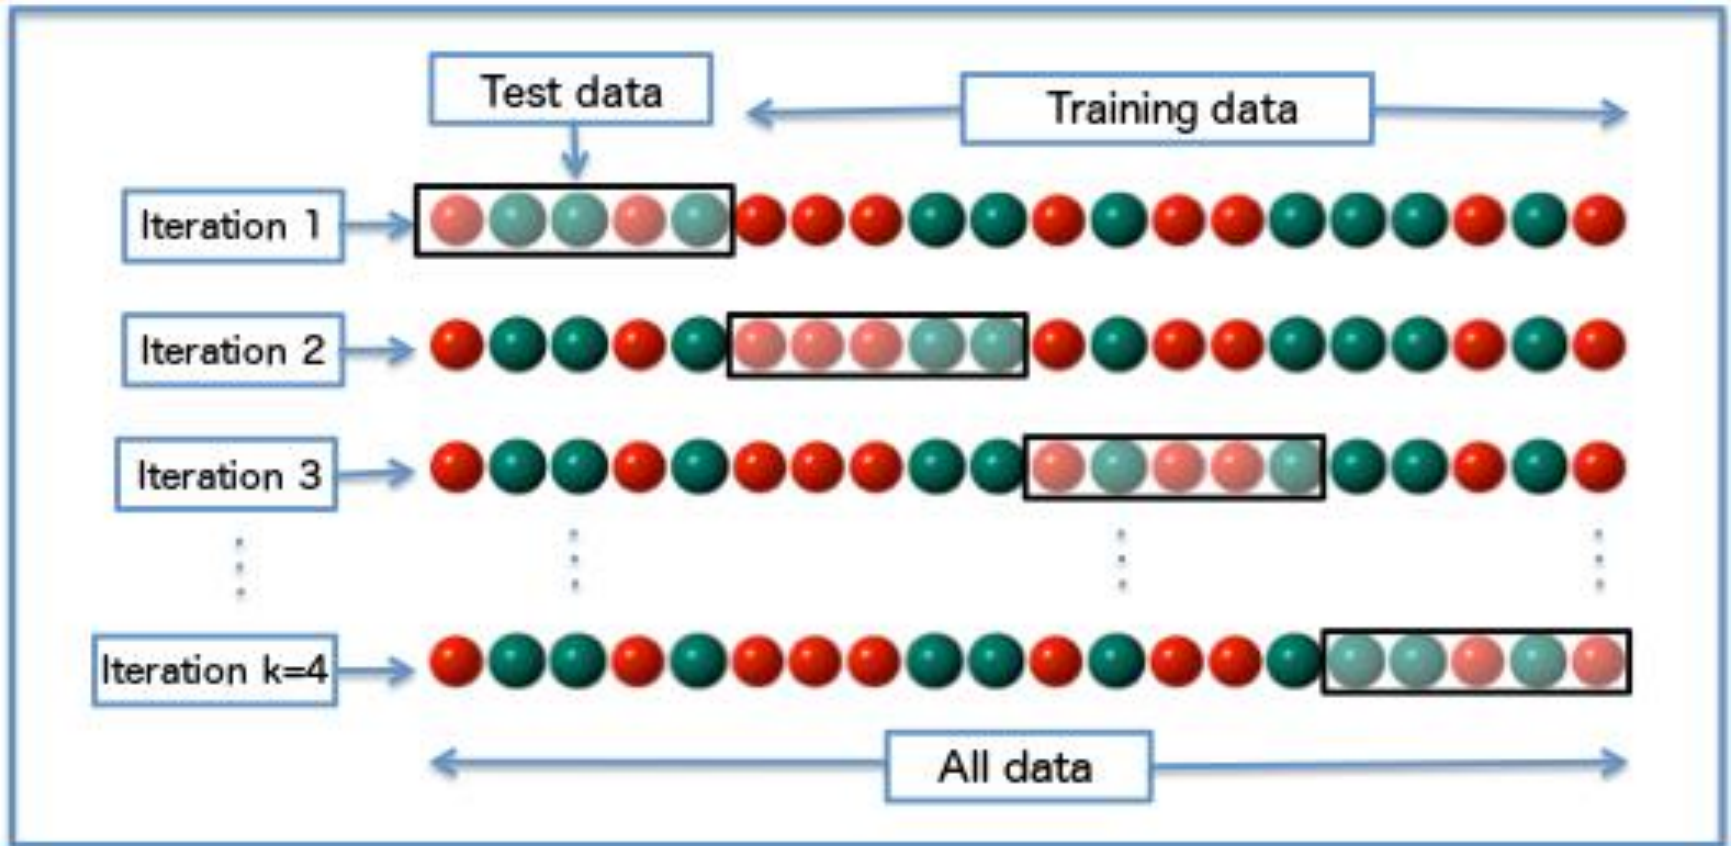 Test data
Training data
Iteration 1
Iteration 2
Iteration 3
Iteration k=4
All data